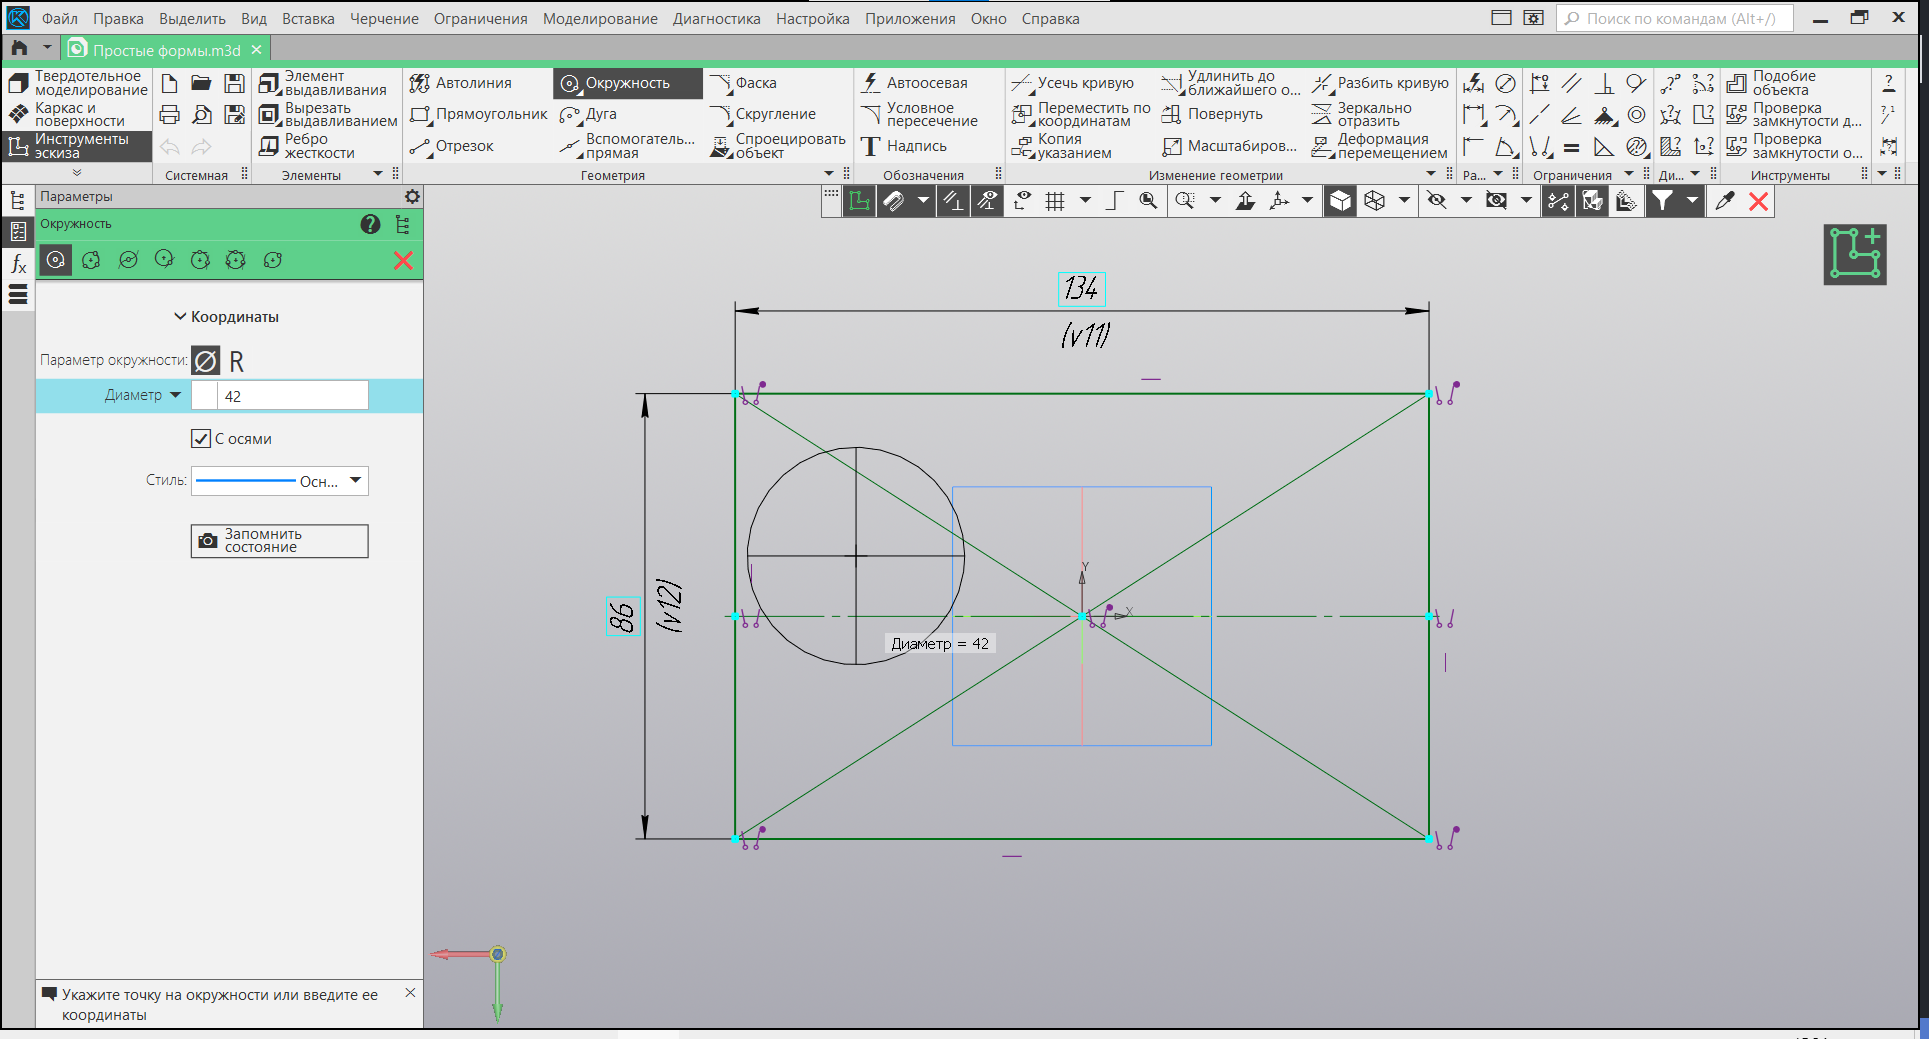 Файл Правка Выделить Вид Вставка Черчение Ограничения Моделирование Диагностика Настройка Приложения Окно Справка
Поиск по командам (Alt+/)
Простые формы.m3d
Твердотельное моделирование
Каркас и поверхности
Инструменты эскиза
Системная
Элемент выдавливания
Вырезать выдавливанием
Ребро жесткости
Элементы
Автолиния
Прямоугольник
Отрезок
Окружность
Дуга
Вспомогатель... прямая
Фаска
Скругление
Спроецировать объект
Геометрия
Автоосевая
Условное пересечение
Надпись
Обозначения
Усечь кривую
Переместить по координатам
Копия указанием
Удлинить до ближайшего о...
Повернуть
Масштабиров...
Разбить кривую
Зеркально отразить
Деформация перемещением
Изменение геометрии
Ра...
Ограничения
Ди...
Подобие объекта
Проверка замкнутости д...
Проверка замкнутости о...
Инструменты
Параметры
Окружность
Координаты
Параметр окружности: R
Диаметр 42
С осями
Стиль: Осн...
Запомнить
состояние
134
(v11)
86
(v12)
Y
X
Диаметр = 42
Укажите точку на окружности или введите ее
координаты